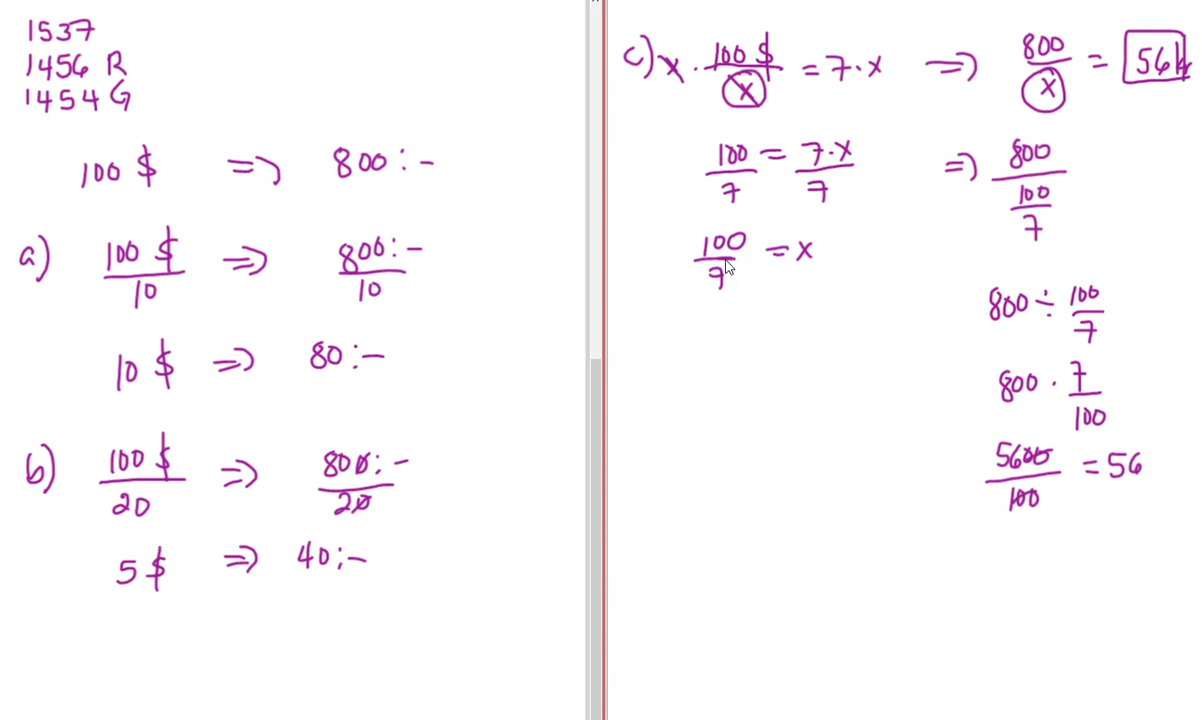 1537
1456 R
1454 G
100 $ => 800:-
a) 100 $ / 10 => 800:- / 10
10 $ => 80:-
b) 100 $ / 20 => 800:- / 20
5 $ => 40:-
c) x · 100 $ / x = 7 · x => 800 / x = 56 kr
100 / 7 = 7 · x / 7 => 800 / (100 / 7)
100 / 7 = x
800 ÷ 100 / 7
800 · 7 / 100
5600 / 100 = 56